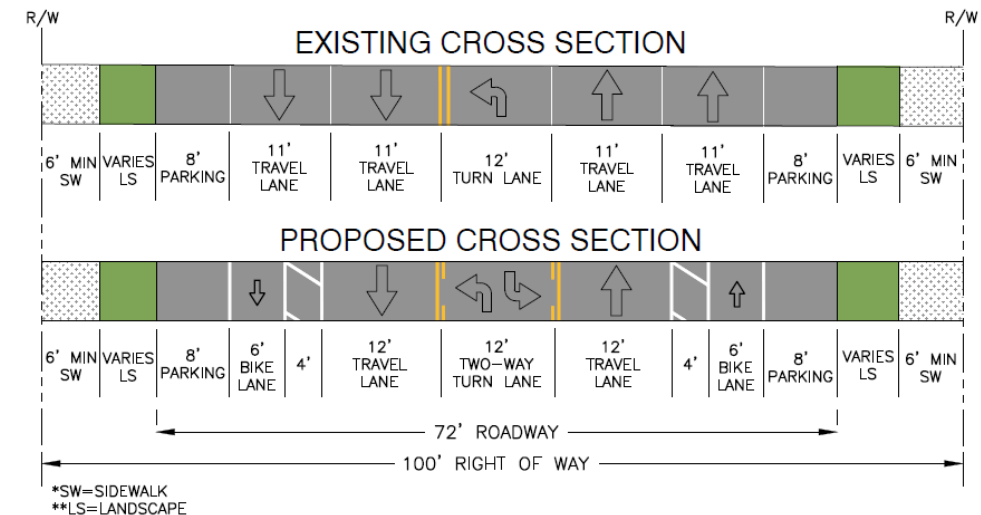 R/W R/W
EXISTING CROSS SECTION
6' MIN SW
VARIES LS
8' PARKING
11' TRAVEL LANE
11' TRAVEL LANE
12' TURN LANE
11' TRAVEL LANE
11' TRAVEL LANE
8' PARKING
VARIES LS
6' MIN SW
PROPOSED CROSS SECTION
6' MIN SW
VARIES LS
8' PARKING
6' BIKE LANE
4'
12' TRAVEL LANE
12' TWO-WAY TURN LANE
12' TRAVEL LANE
4'
6' BIKE LANE
8' PARKING
VARIES LS
6' MIN SW
72' ROADWAY
100' RIGHT OF WAY
*SW=SIDEWALK
**LS=LANDSCAPE